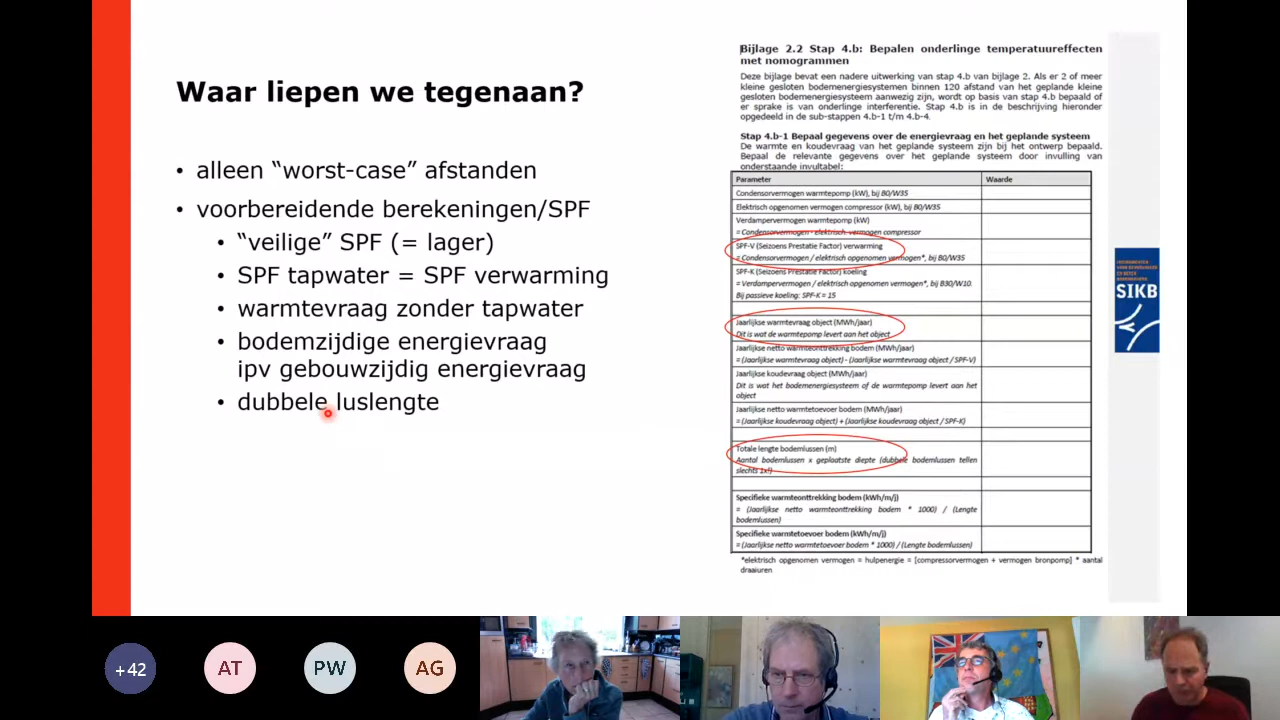 Waar liepen we tegenaan?
• alleen “worst-case” afstanden
• voorbereidende berekeningen/SPF
• “veilige” SPF (= lager)
• SPF tapwater = SPF verwarming
• warmtevraag zonder tapwater
• bodemzijdige energievraag
ipv gebouwzijdig energievraag
• dubbele luslengte
Bijlage 2.2 Stap 4.b: Bepalen onderlinge temperatuureffecten
met nomogrammen
Deze bijlage bevat een nadere uitwerking van stap 4.b van bijlage 2. Als er 2 of meer
kleine gesloten bodemenergiesystemen binnen 120 afstand van het geplande kleine
gesloten bodemenergiesysteem aanwezig zijn, wordt op basis van stap 4.b bepaald of
er sprake is van onderlinge interferentie. Stap 4.b is in de beschrijving hieronder
opgedeeld in de sub-stappen 4.b-1 t/m 4.b-4.
Stap 4.b-1 Bepaal gegevens over de energievraag en het geplande systeem
De warmte en koudevraag van het geplande systeem zijn bij het ontwerp bepaald.
Bepaal de relevante gegevens over het geplande systeem door invulling van
onderstaande invultabel:
Parameter Waarde
Condensorvermogen warmtepomp (kW), bij B0/W35
Elektrisch opgenomen vermogen compressor (kW), bij B0/W35
Verdampervermogen warmtepomp (kW)
= Condensorvermogen - elektrisch. vermogen compressor
SPF-V (Seizoens Prestatie Factor) verwarming
= Condensorvermogen / elektrisch opgenomen vermogen*, bij B0/W35
SPF-K (Seizoens Prestatie Factor) koeling
= Verdampervermogen / elektrisch opgenomen vermogen*, bij B30/W10.
Bij passieve koeling: SPF-K = 15
Jaarlijkse warmtevraag object (MWh/jaar)
Dit is wat de warmtepomp levert aan het object
Jaarlijkse netto warmteonttrekking bodem (MWh/jaar)
= (Jaarlijkse warmtevraag object) - (Jaarlijkse warmtevraag object / SPF-V)
Jaarlijkse koudevraag object (MWh/jaar)
Dit is wat het bodemenergiesysteem of de warmtepomp levert aan het
object
Jaarlijkse netto warmtetoevoer bodem (MWh/jaar)
= (Jaarlijkse koudevraag object) + (Jaarlijkse koudevraag object / SPF-K)
Totale lengte bodemlussen (m)
Aantal bodemlussen x geplaatste diepte (dubbele bodemlussen tellen
slechts 1x!)
Specifieke warmteonttrekking bodem (kWh/m/j)
= (Jaarlijkse netto warmteonttrekking bodem * 1000) / (Lengte
bodemlussen)
Specifieke warmtetoevoer bodem (kWh/m/j)
= (Jaarlijkse netto warmtetoevoer bodem * 1000) / (Lengte bodemlussen)
*elektrisch opgenomen vermogen = hulpenergie = [compressorvermogen + vermogen bronpomp] * aantal
draaiuren
SIKB
+42
AT
PW
AG